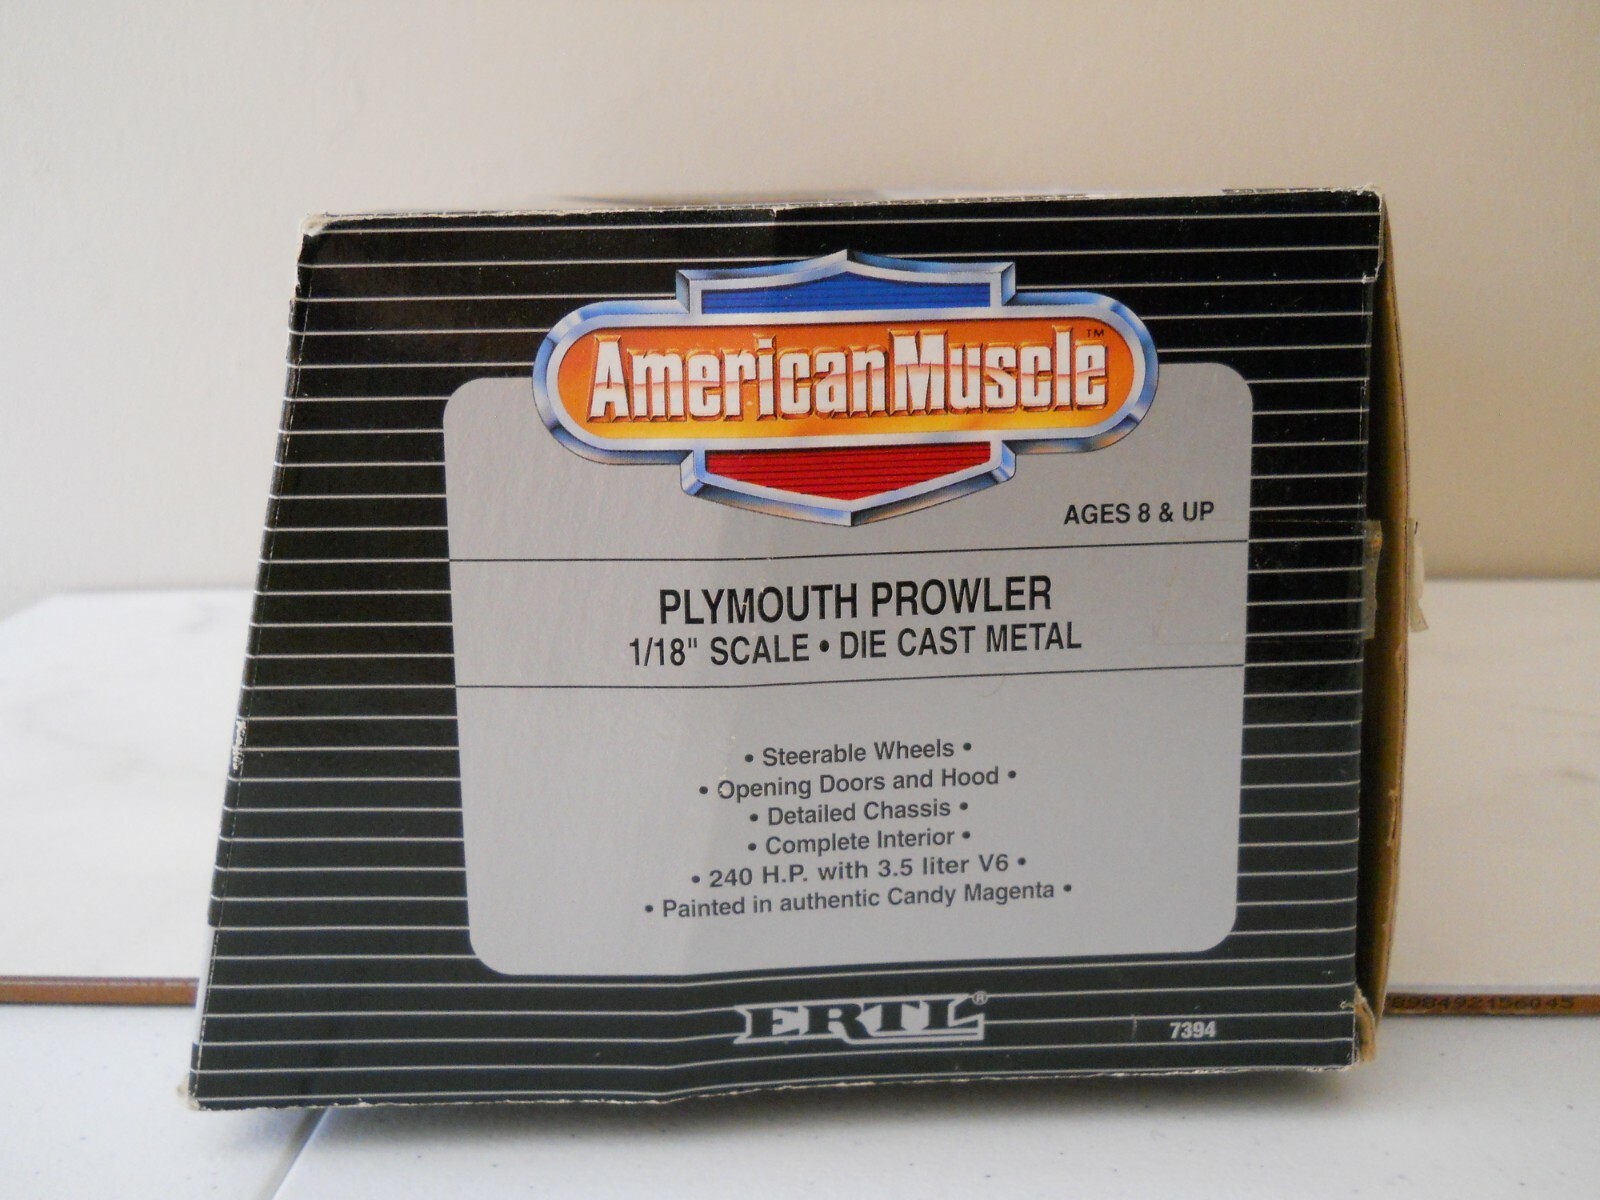 AmericanMuscle™
AGES 8 & UP
PLYMOUTH PROWLER
1/18" SCALE • DIE CAST METAL
• Steerable Wheels •
• Opening Doors and Hood •
• Detailed Chassis •
• Complete Interior •
• 240 H.P. with 3.5 liter V6 •
• Painted in authentic Candy Magenta •
ERTL®
7394